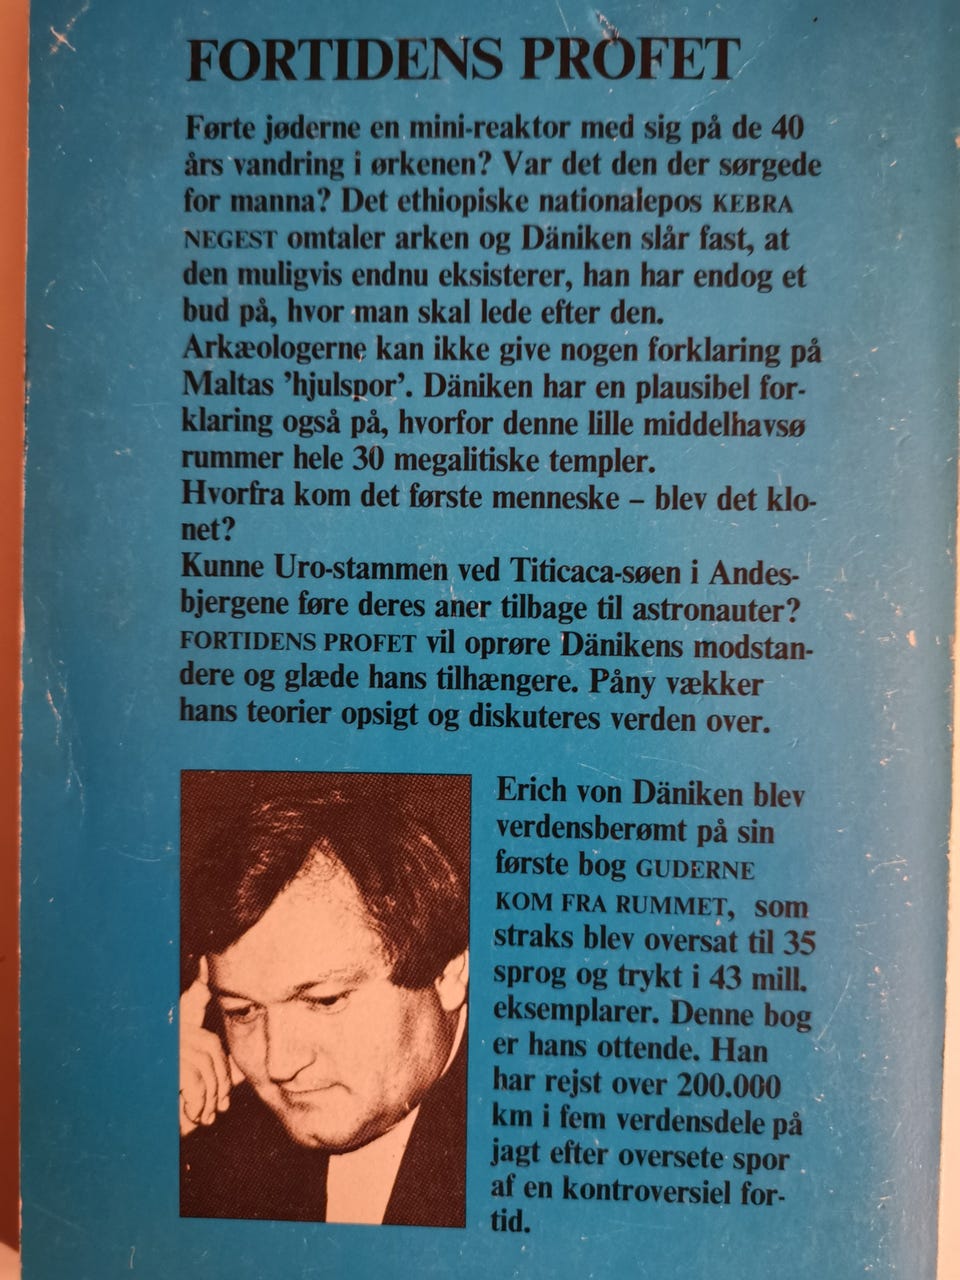 FORTIDENS PROFET
Førte jøderne en mini-reaktor med sig på de 40
års vandring i ørkenen? Var det den der sørgede
for manna? Det ethiopiske nationalepos KEBRA
NEGEST omtaler arken og Däniken slår fast, at
den muligvis endnu eksisterer, han har endog et
bud på, hvor man skal lede efter den.
Arkæologerne kan ikke give nogen forklaring på
Maltas ’hjulspor’. Däniken har en plausibel for-
klaring også på, hvorfor denne lille middelhavsø
rummer hele 30 megalitiske templer.
Hvorfra kom det første menneske – blev det klo-
net?
Kunne Uro-stammen ved Titicaca-søen i Andes-
bjergene føre deres aner tilbage til astronauter?
FORTIDENS PROFET vil oprøre Dänikens modstan-
dere og glæde hans tilhængere. Påny vækker
hans teorier opsigt og diskuteres verden over.
Erich von Däniken blev
verdensberømt på sin
første bog GUDERNE
KOM FRA RUMMET, som
straks blev oversat til 35
sprog og trykt i 43 mill.
eksemplarer. Denne bog
er hans ottende. Han
har rejst over 200.000
km i fem verdensdele på
jagt efter oversete spor
af en kontroversiel for-
tid.